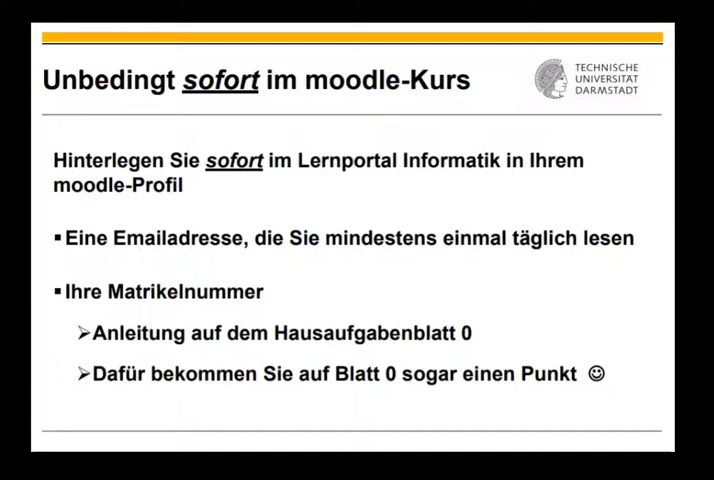 Unbedingt sofort im moodle-Kurs
TECHNISCHE
UNIVERSITÄT
DARMSTADT
Hinterlegen Sie sofort im Lernportal Informatik in Ihrem
moodle-Profil
▪ Eine Emailadresse, die Sie mindestens einmal täglich lesen
▪ Ihre Matrikelnummer
➢ Anleitung auf dem Hausaufgabenblatt 0
➢ Dafür bekommen Sie auf Blatt 0 sogar einen Punkt ☺